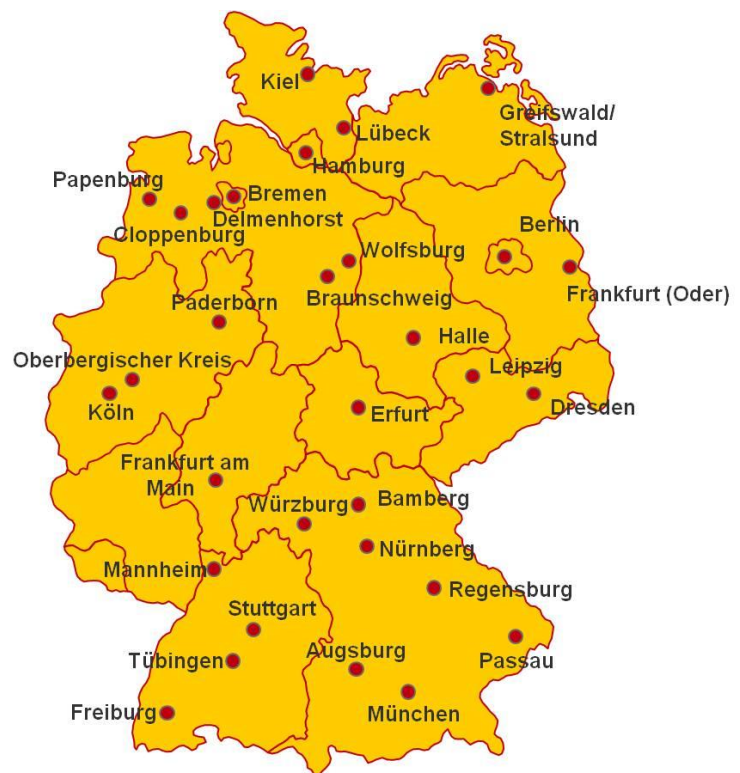 Kiel
Greifswald/
Stralsund
Lübeck
Hamburg
Papenburg
Bremen
Delmenhorst
Cloppenburg
Berlin
Wolfsburg
Braunschweig
Frankfurt (Oder)
Paderborn
Halle
Oberbergischer Kreis
Leipzig
Köln
Erfurt
Dresden
Frankfurt am
Main
Würzburg
Bamberg
Nürnberg
Mannheim
Regensburg
Stuttgart
Passau
Augsburg
Tübingen
München
Freiburg